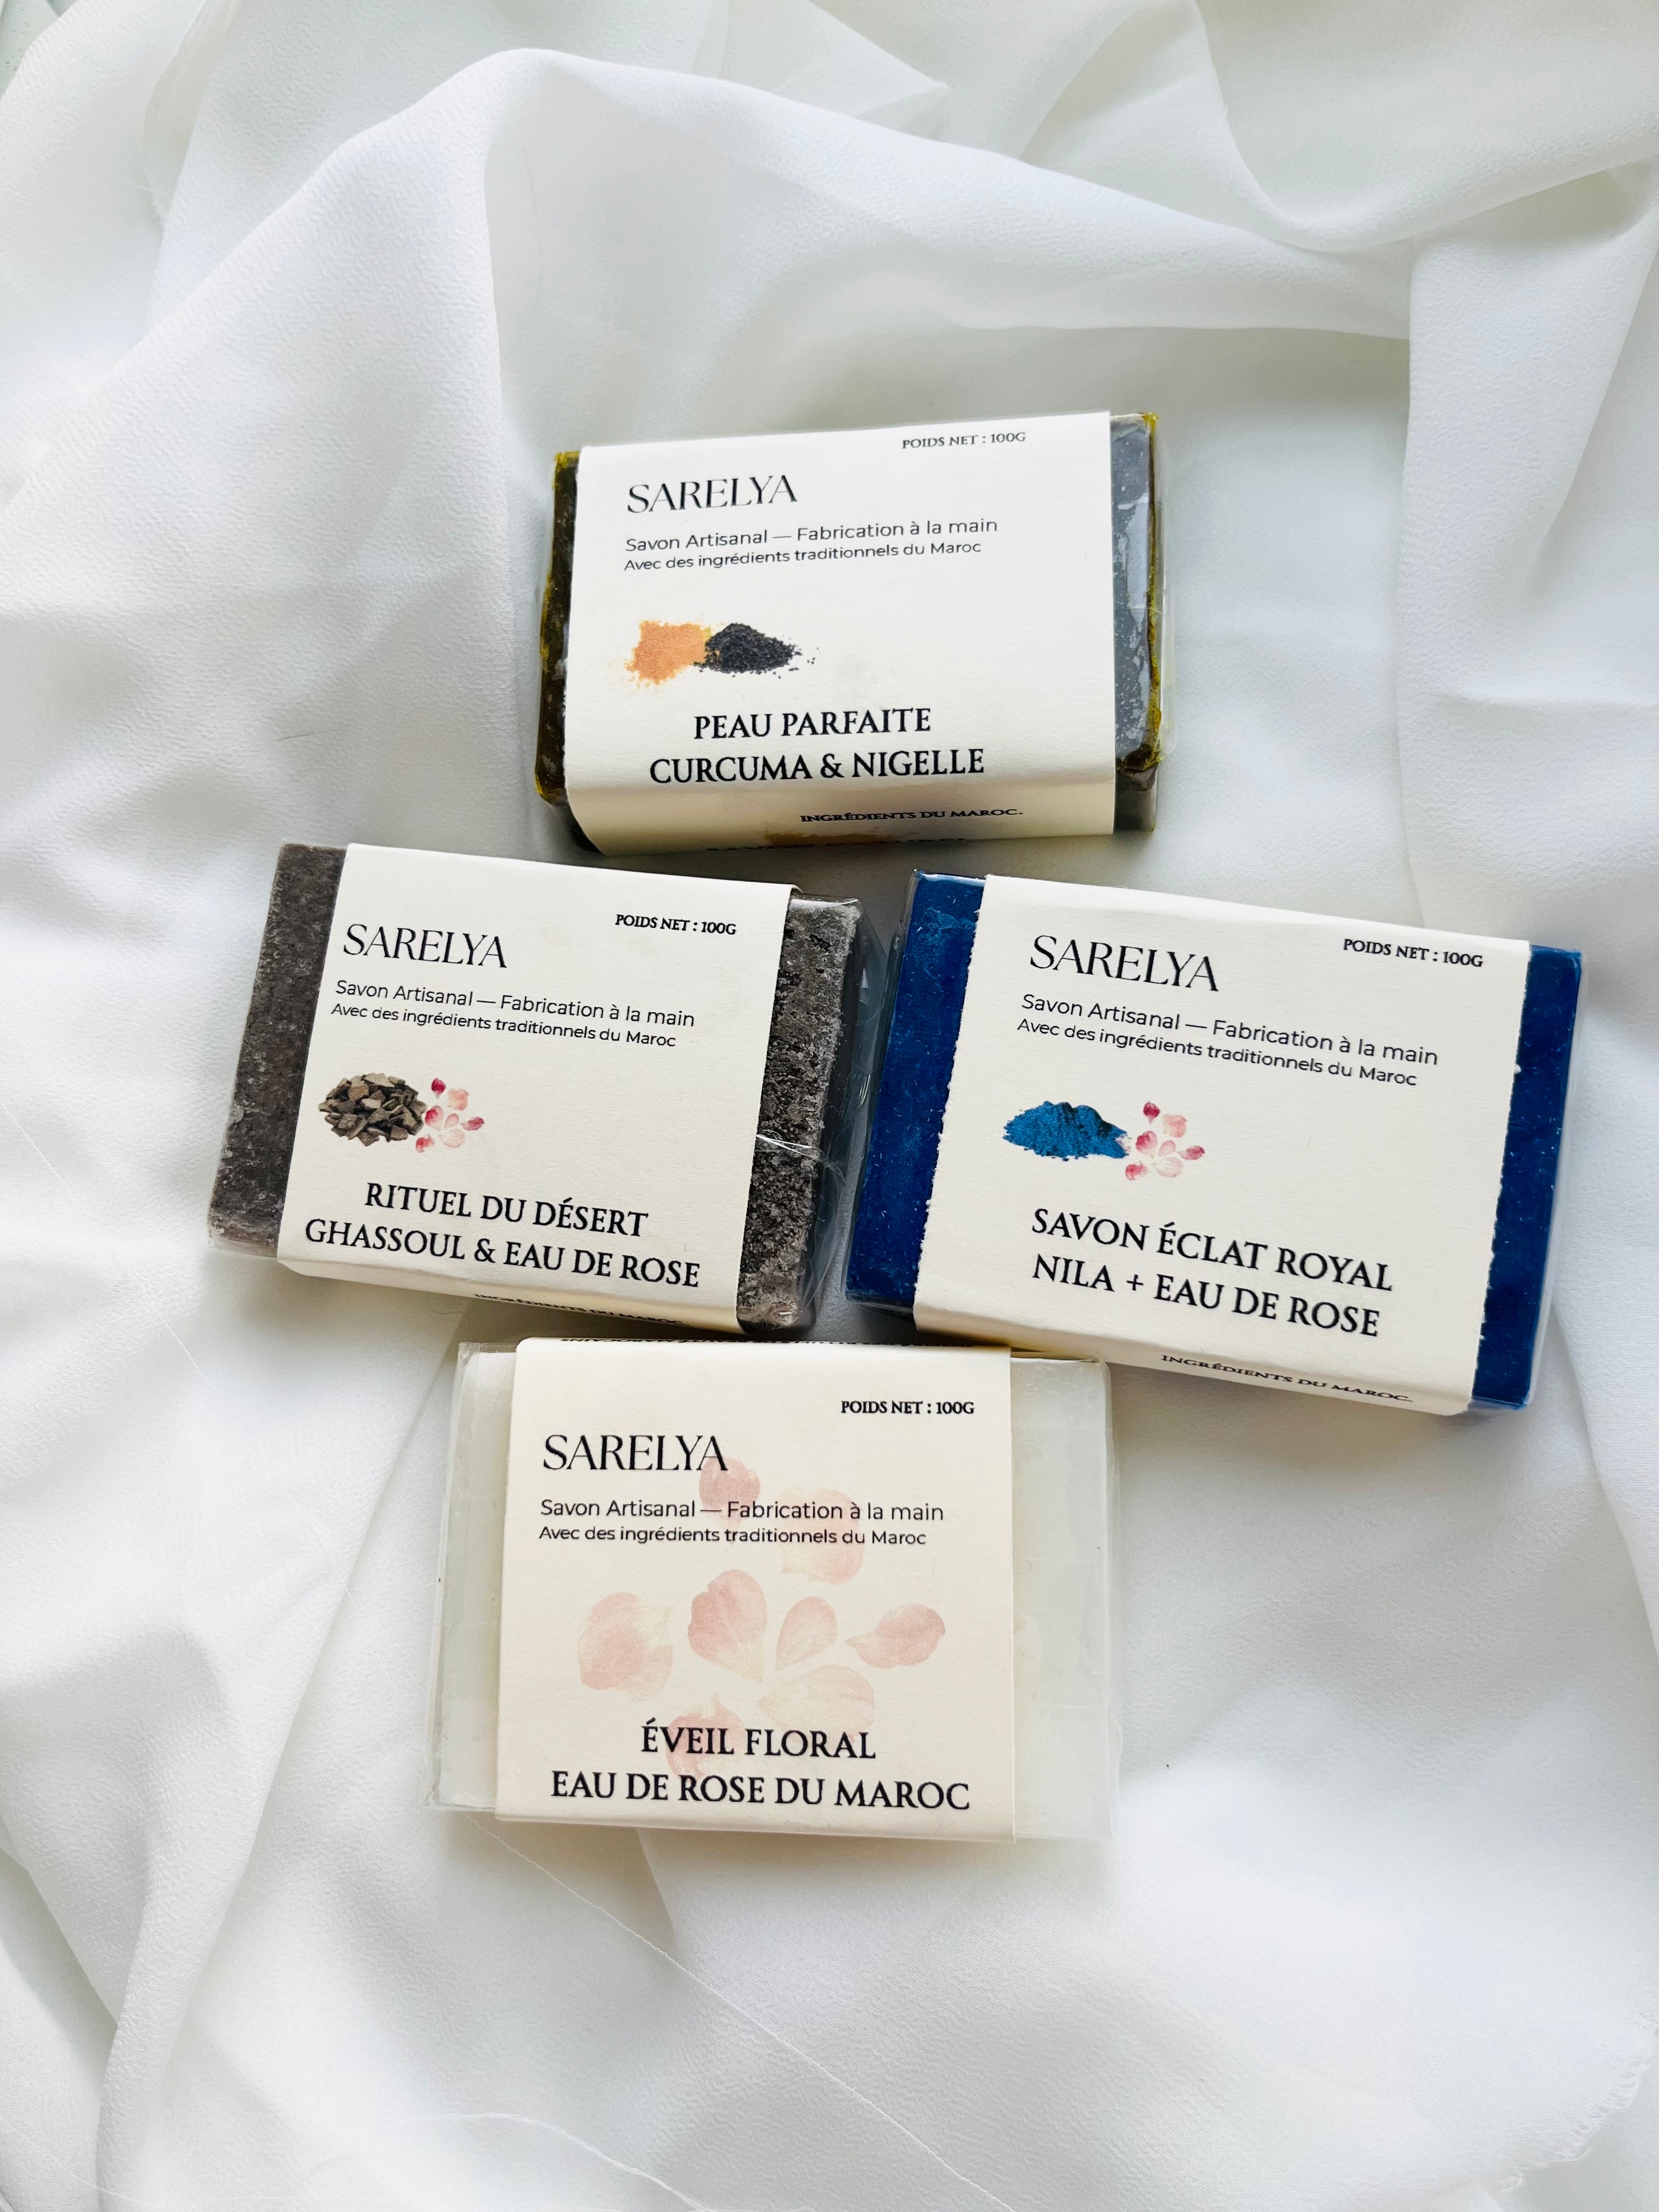 POIDS NET : 100G
SARELYA
Savon Artisanal — Fabrication à la main
Avec des ingrédients traditionnels du Maroc
PEAU PARFAITE
CURCUMA & NIGELLE
INGRÉDIENTS DU MAROC.
POIDS NET : 100G
SARELYA
Savon Artisanal — Fabrication à la main
Avec des ingrédients traditionnels du Maroc
RITUEL DU DÉSERT
GHASSOUL & EAU DE ROSE
INGRÉDIENTS DU MAROC.
POIDS NET : 100G
SARELYA
Savon Artisanal — Fabrication à la main
Avec des ingrédients traditionnels du Maroc
SAVON ÉCLAT ROYAL
NILA + EAU DE ROSE
INGRÉDIENTS DU MAROC.
POIDS NET : 100G
SARELYA
Savon Artisanal — Fabrication à la main
Avec des ingrédients traditionnels du Maroc
ÉVEIL FLORAL
EAU DE ROSE DU MAROC